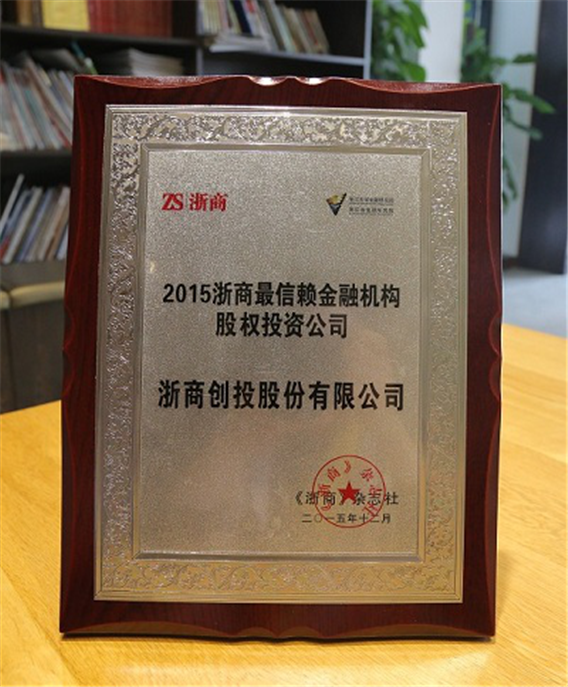 ZS 浙商
2015浙商最信赖金融机构
股权投资公司
浙商创投股份有限公司
《浙商》杂志社
二〇一五年十二月